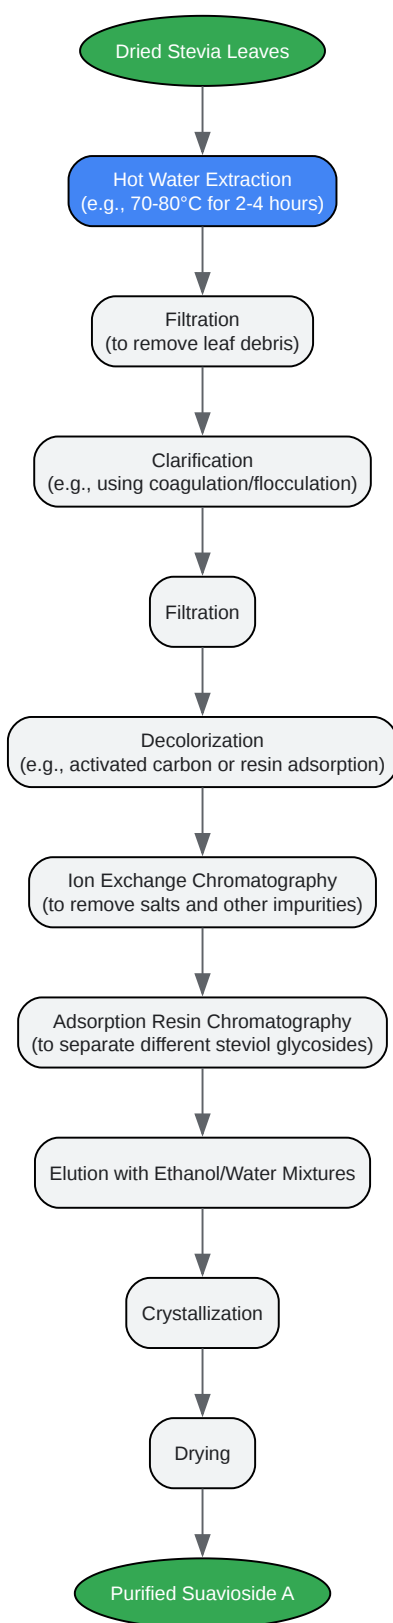 Dried Stevia Leaves
Hot Water Extraction
(e.g., 70-80°C for 2-4 hours)
Filtration
(to remove leaf debris)
Clarification
(e.g., using coagulation/flocculation)
Filtration
Decolorization
(e.g., activated carbon or resin adsorption)
Ion Exchange Chromatography
(to remove salts and other impurities)
Adsorption Resin Chromatography
(to separate different steviol glycosides)
Elution with Ethanol/Water Mixtures
Crystallization
Drying
Purified Suavioside A